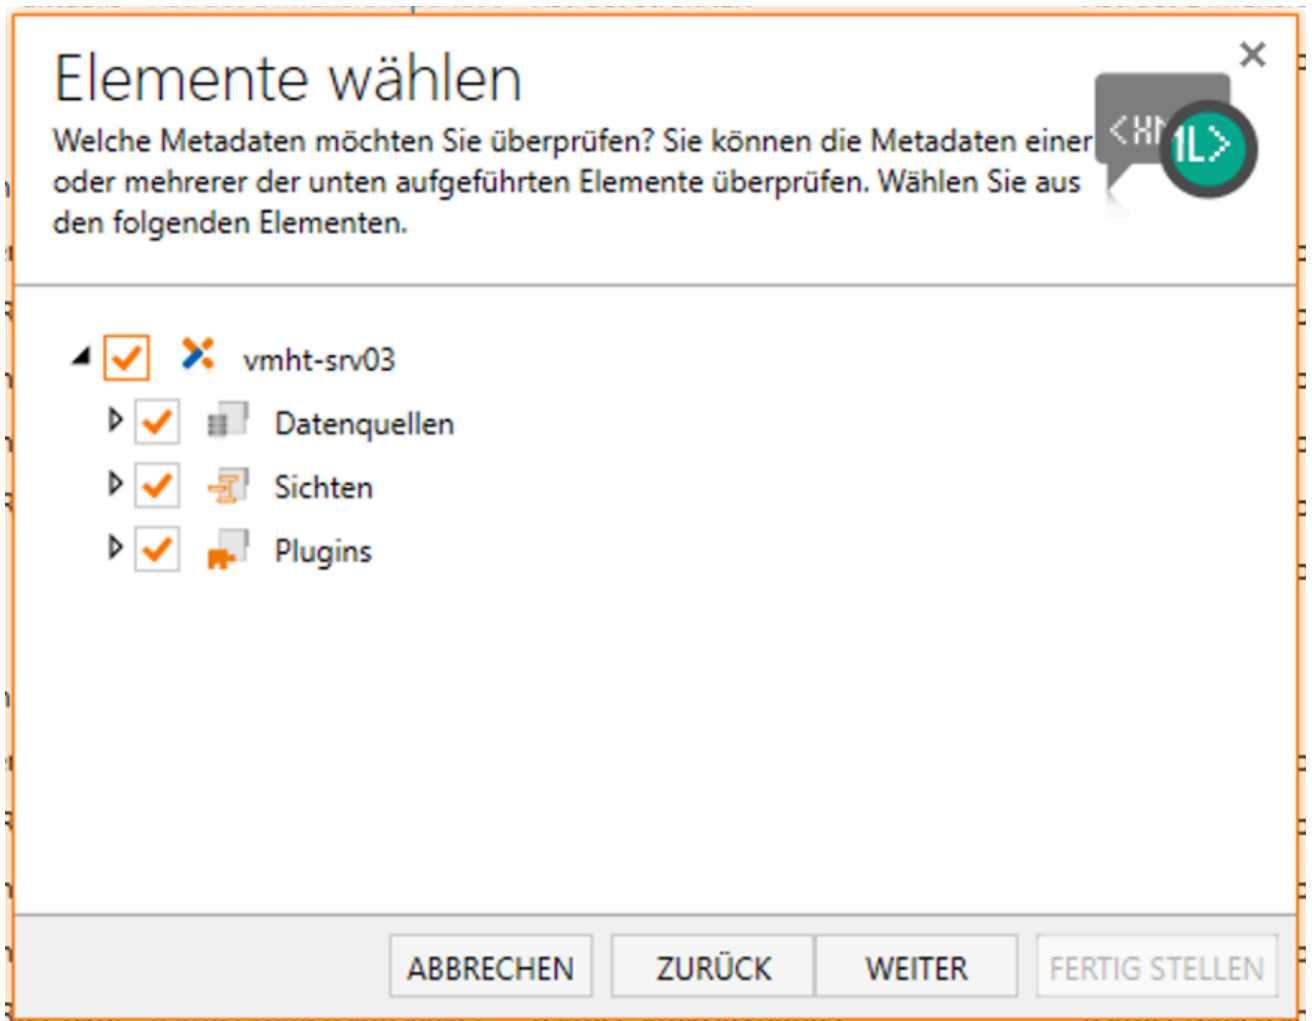 Elemente wählen
Welche Metadaten möchten Sie überprüfen? Sie können die Metadaten einer
oder mehrerer der unten aufgeführten Elemente überprüfen. Wählen Sie aus
den folgenden Elementen.
vmht-srv03
Datenquellen
Sichten
Plugins
ABBRECHEN
ZURÜCK
WEITER
FERTIG STELLEN